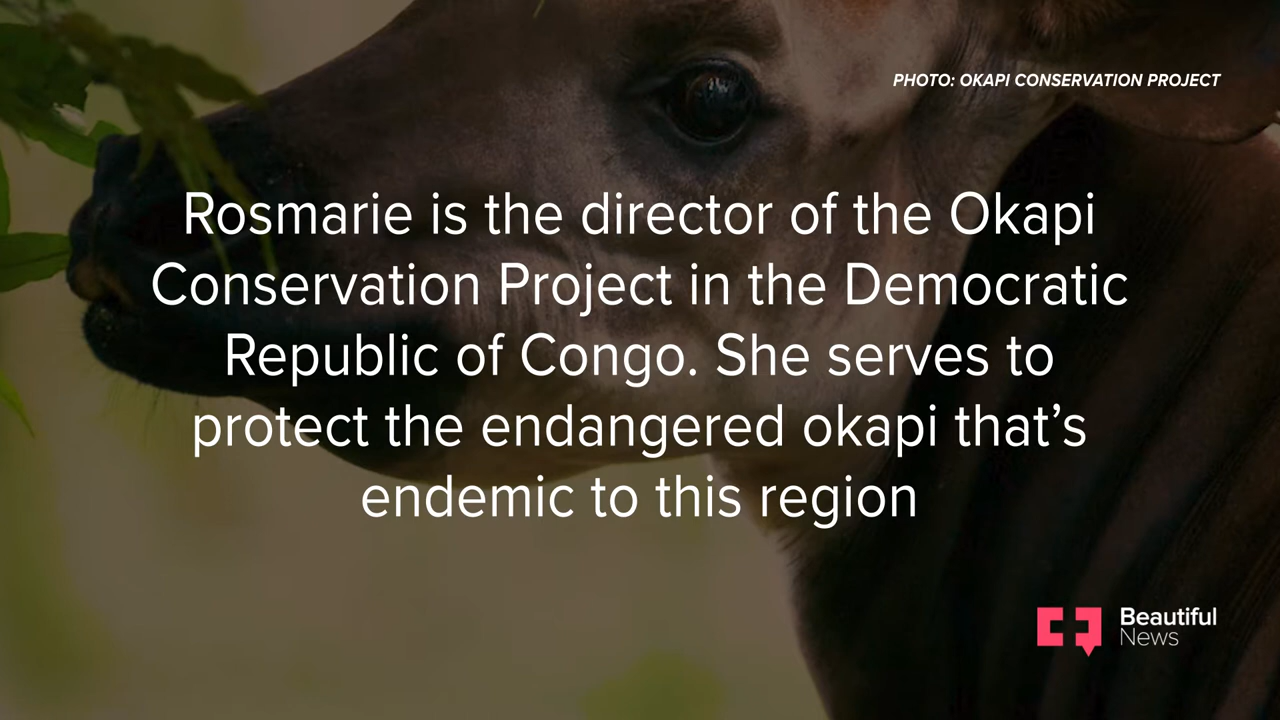 PHOTO: OKAPI CONSERVATION PROJECT
Rosmarie is the director of the Okapi
Conservation Project in the Democratic
Republic of Congo. She serves to
protect the endangered okapi that’s
endemic to this region
Beautiful
News